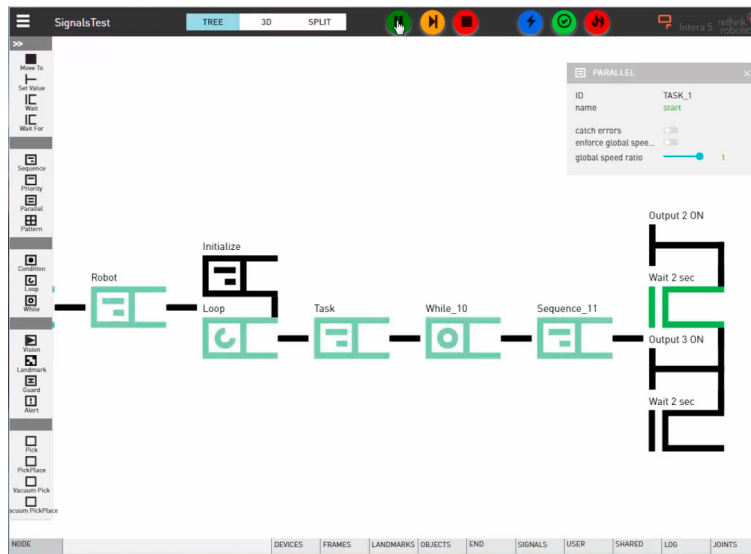 SignalsTest
TREE 3D SPLIT
Intera 5 rethink
robotic
>>
Move To
Set Value
Wait
Wait For
Sequence
Priority
Parallel
Pattern
Condition
Loop
While
Vision
Landmark
Guard
Alert
Pick
PickPlace
Vacuum Pick
acuum PickPlace
PARALLEL ×
ID TASK_1
name start
catch errors
enforce global spee...
global speed ratio 1
Output 2 ON
Initialize
Robot
Wait 2 sec
Loop
Task
While_10
Sequence_11
Output 3 ON
Wait 2 sec
NODE DEVICES FRAMES LANDMARKS OBJECTS END SIGNALS USER SHARED LOG JOINTS